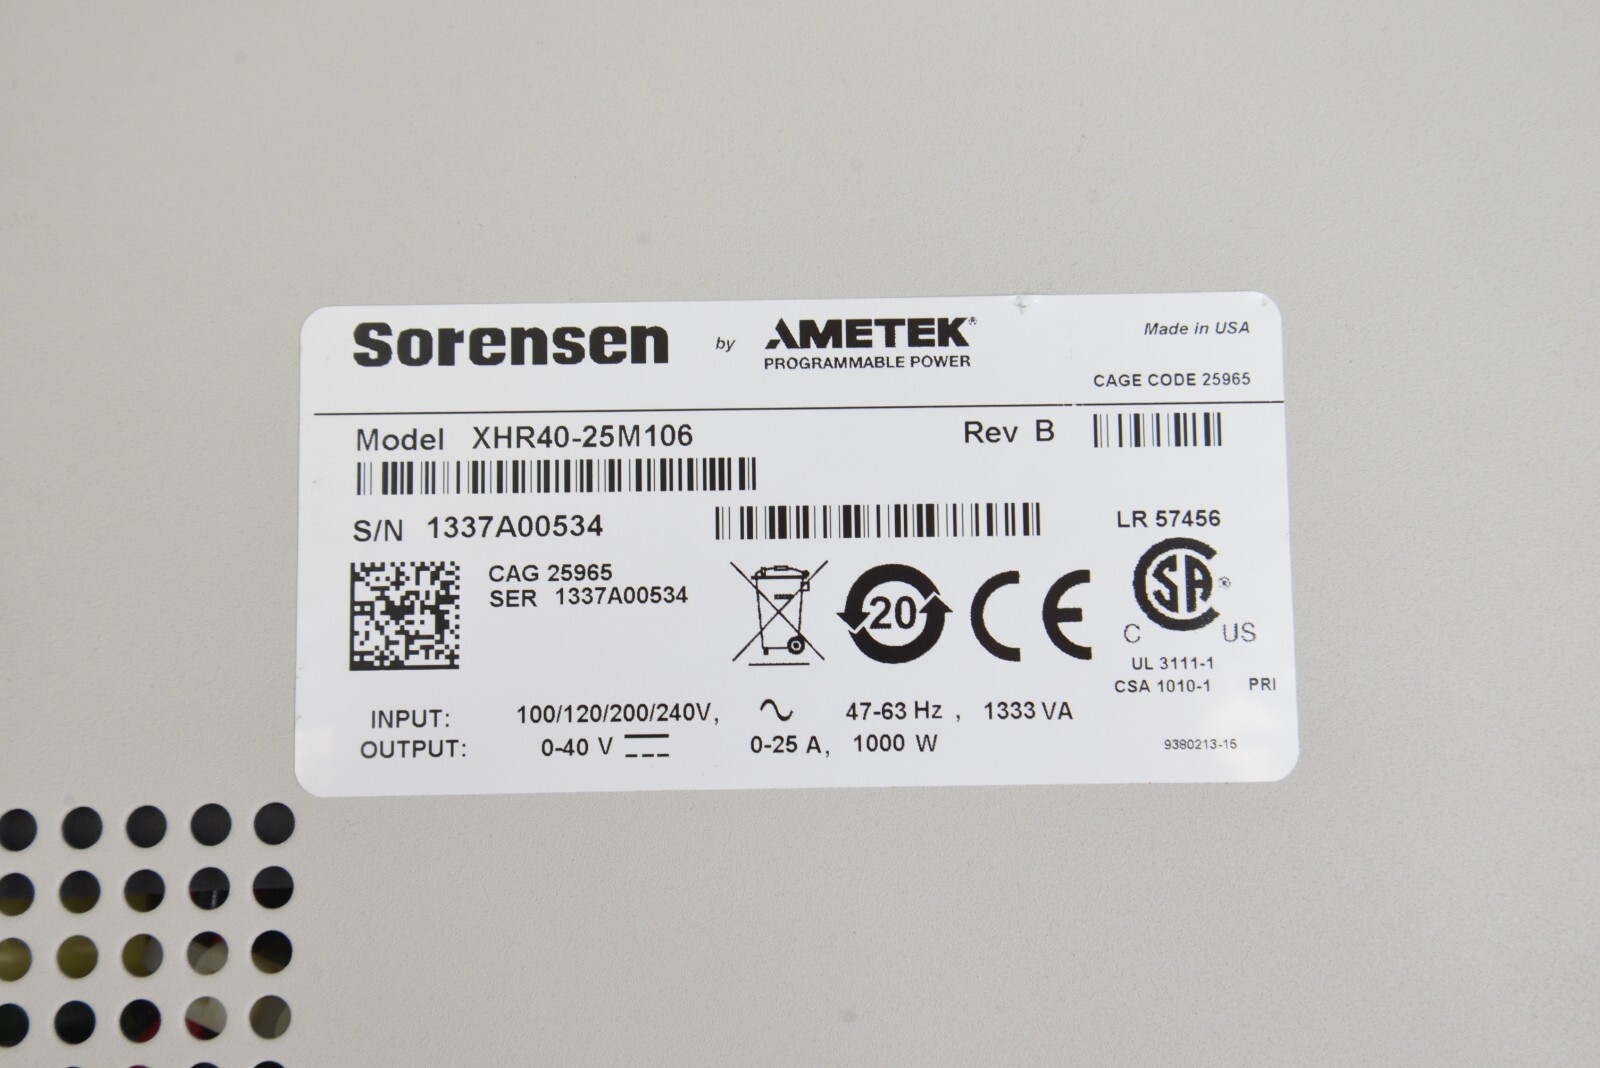 Sorensen by AMETEK® Made in USA
PROGRAMMABLE POWER
CAGE CODE 25965
Model XHR40-25M106 Rev B
S/N 1337A00534 LR 57456
CAG 25965
SER 1337A00534
20 CE SA®
C US
UL 3111-1
CSA 1010-1 PRI
INPUT: 100/120/200/240V, 47-63 Hz , 1333 VA
OUTPUT: 0-40 V 0-25 A, 1000 W 9380213-15